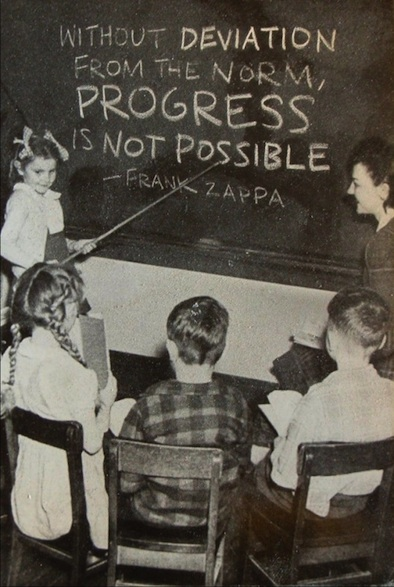 WITHOUT DEVIATION
FROM THE NORM,
PROGRESS
IS NOT POSSIBLE
-FRANK ZAPPA